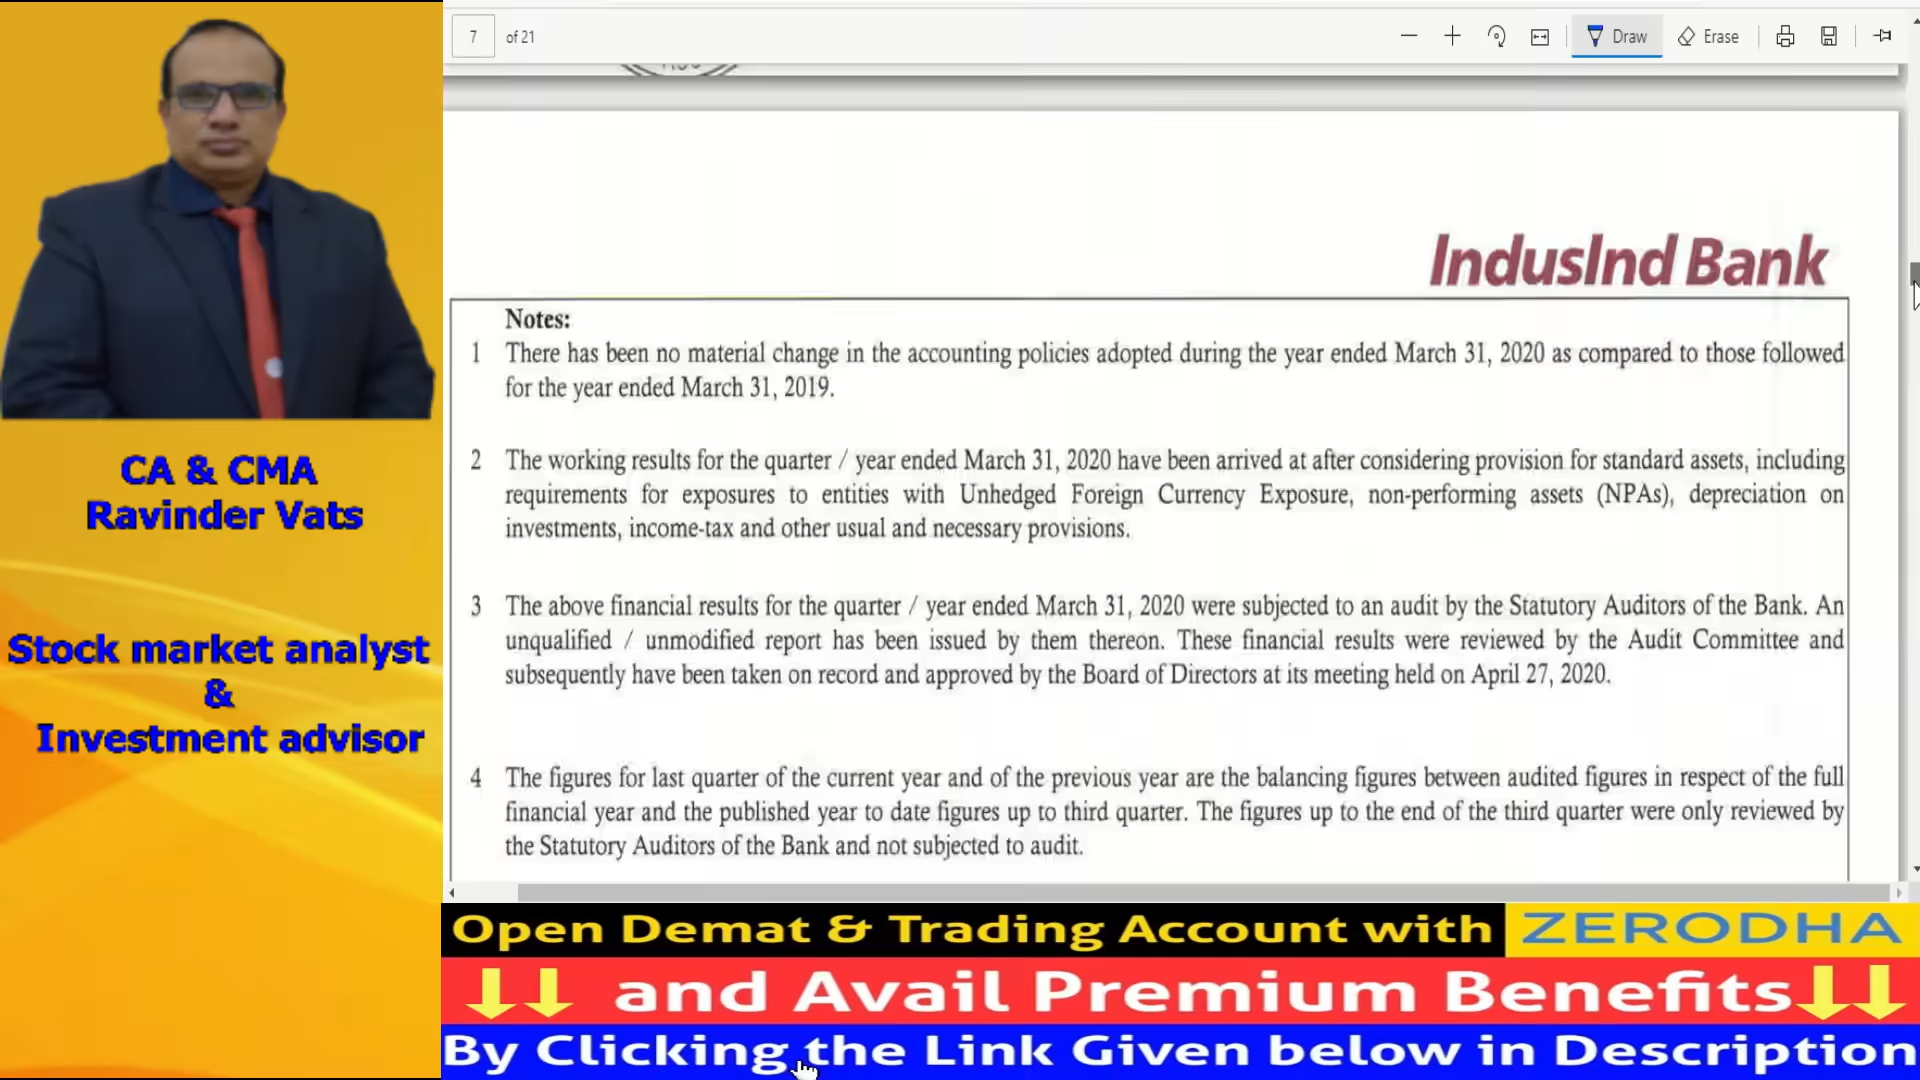 7 of 21
Draw
Erase
IndusInd Bank
Notes:
1 There has been no material change in the accounting policies adopted during the year ended March 31, 2020 as compared to those followed
for the year ended March 31, 2019.
2 The working results for the quarter / year ended March 31, 2020 have been arrived at after considering provision for standard assets, including
requirements for exposures to entities with Unhedged Foreign Currency Exposure, non-performing assets (NPAs), depreciation on
investments, income-tax and other usual and necessary provisions.
3 The above financial results for the quarter / year ended March 31, 2020 were subjected to an audit by the Statutory Auditors of the Bank. An
unqualified / unmodified report has been issued by them thereon. These financial results were reviewed by the Audit Committee and
subsequently have been taken on record and approved by the Board of Directors at its meeting held on April 27, 2020.
4 The figures for last quarter of the current year and of the previous year are the balancing figures between audited figures in respect of the full
financial year and the published year to date figures up to third quarter. The figures up to the end of the third quarter were only reviewed by
the Statutory Auditors of the Bank and not subjected to audit.
CA & CMA
Ravinder Vats
Stock market analyst
&
Investment advisor
Open Demat & Trading Account with ZERODHA
and Avail Premium Benefits
By Clicking the Link Given below in Description